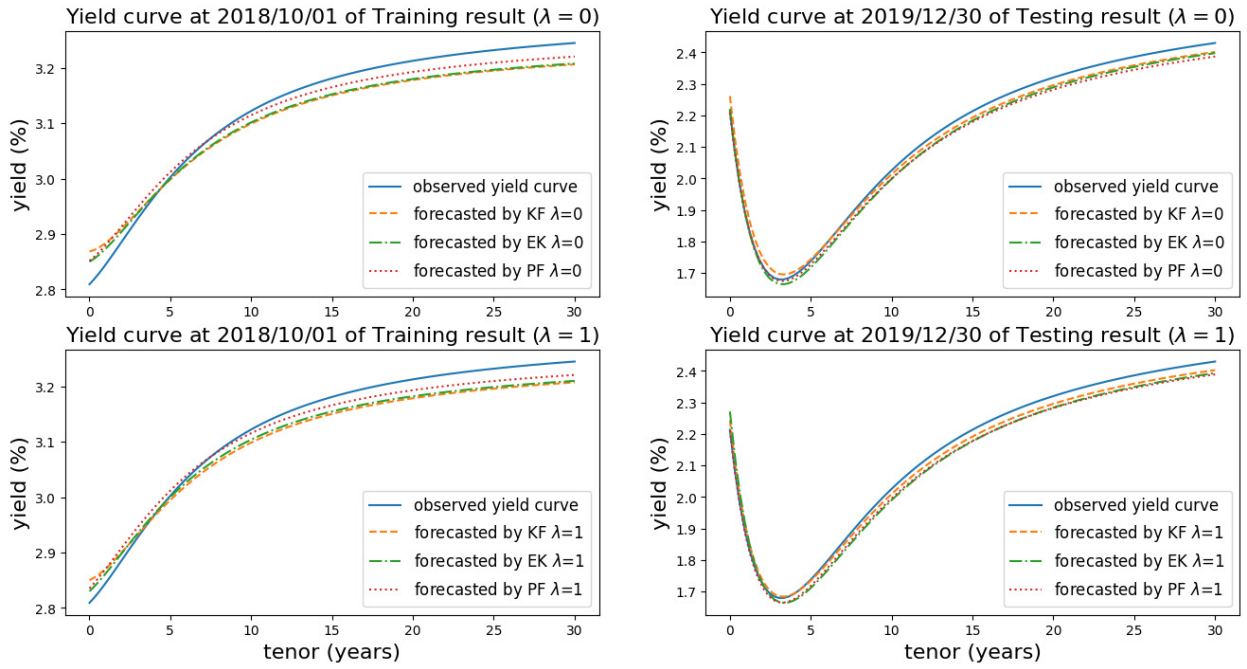 Yield curve at 2018/10/01 of Training result (λ = 0)
yield (%)
3.2
3.1
3.0
2.9
2.8
0 5 10 15 20 25 30
observed yield curve
forecasted by KF λ=0
forecasted by EK λ=0
forecasted by PF λ=0
Yield curve at 2019/12/30 of Testing result (λ = 0)
yield (%)
2.4
2.3
2.2
2.1
2.0
1.9
1.8
1.7
0 5 10 15 20 25 30
observed yield curve
forecasted by KF λ=0
forecasted by EK λ=0
forecasted by PF λ=0
Yield curve at 2018/10/01 of Training result (λ = 1)
yield (%)
3.2
3.1
3.0
2.9
2.8
0 5 10 15 20 25 30
tenor (years)
observed yield curve
forecasted by KF λ=1
forecasted by EK λ=1
forecasted by PF λ=1
Yield curve at 2019/12/30 of Testing result (λ = 1)
yield (%)
2.4
2.3
2.2
2.1
2.0
1.9
1.8
1.7
0 5 10 15 20 25 30
tenor (years)
observed yield curve
forecasted by KF λ=1
forecasted by EK λ=1
forecasted by PF λ=1